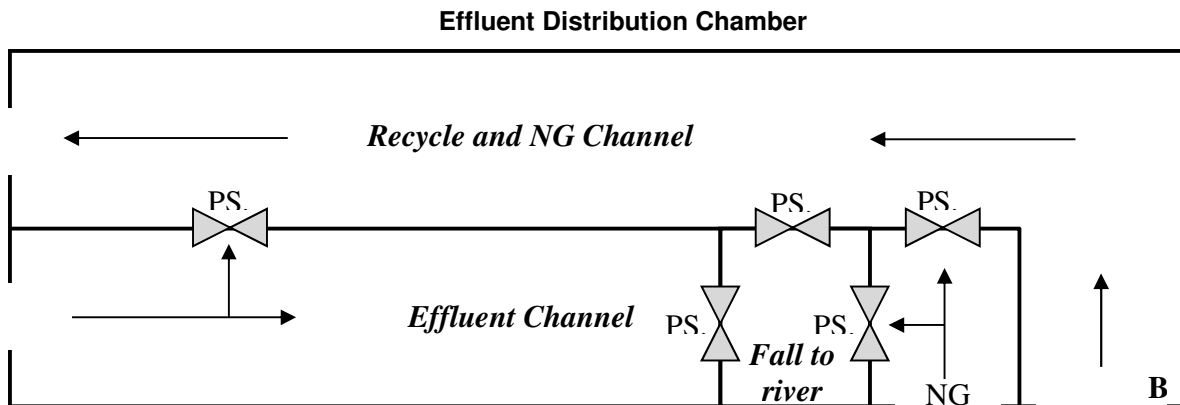 Effluent Distribution Chamber
Recycle and NG Channel
PS.
PS.
PS.
Effluent Channel
PS.
PS.
Fall to
river
NG
B